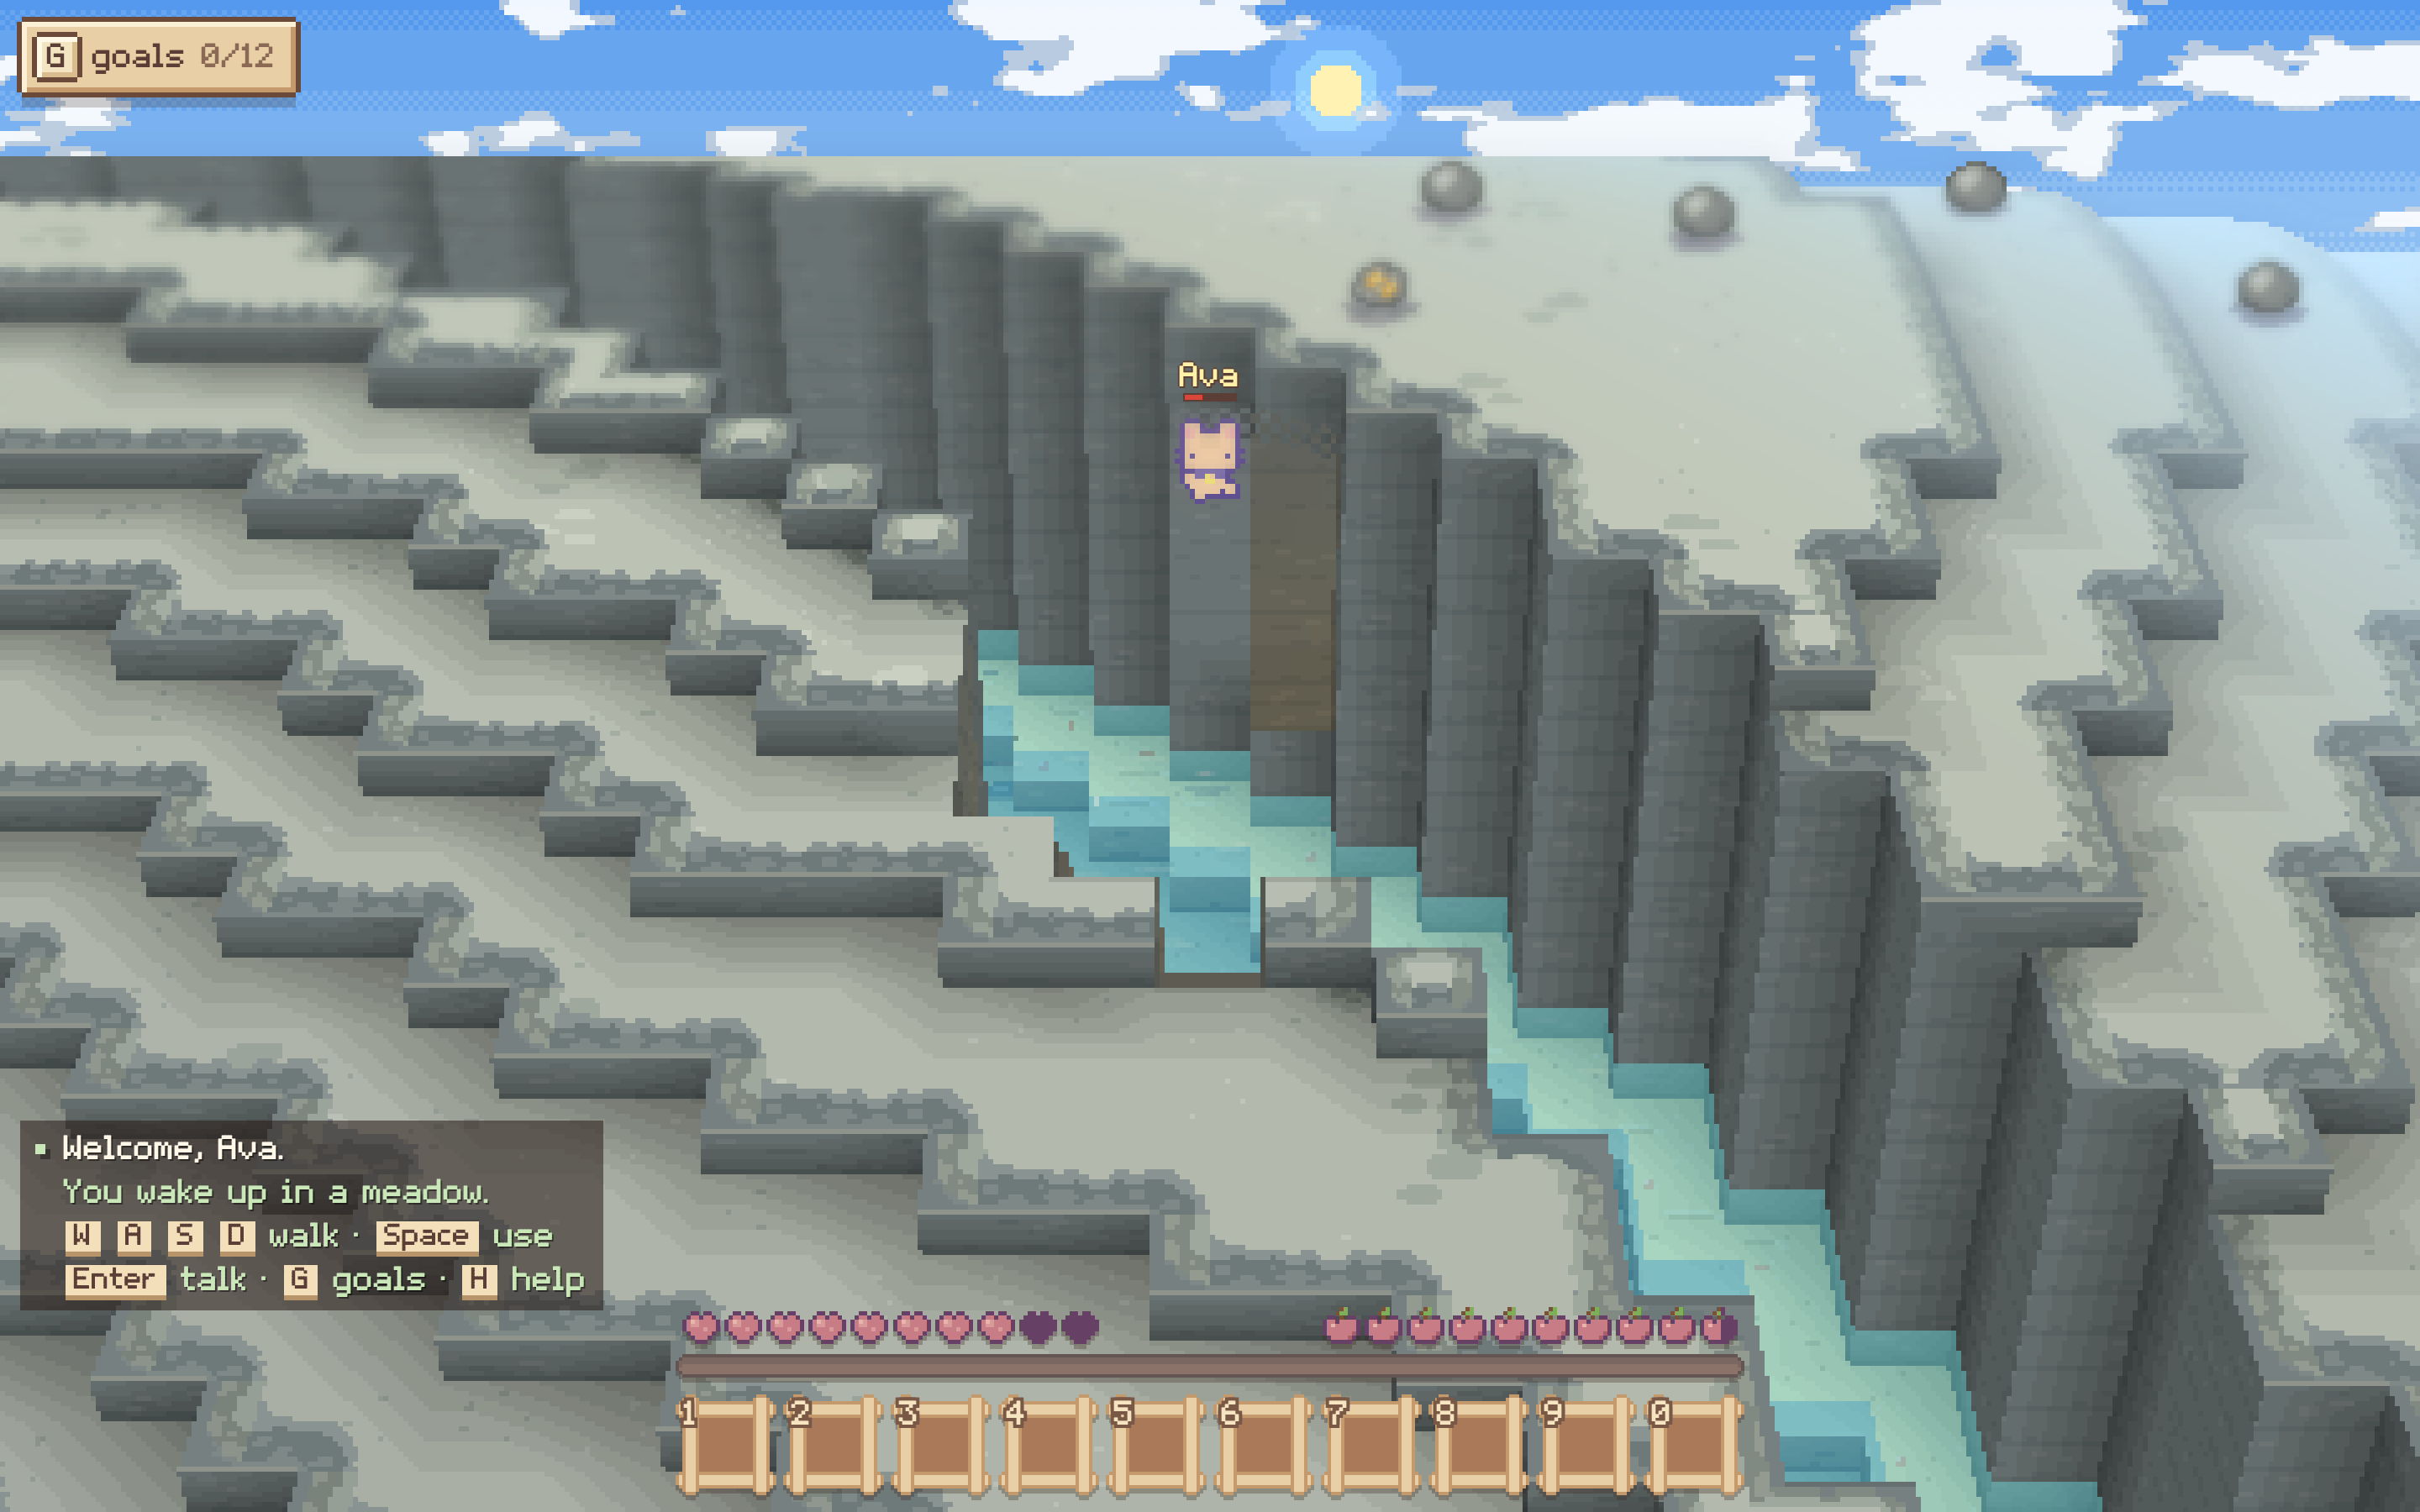 G goals 0/12
Ava
Welcome, Ava.
You wake up in a meadow.
W A S D walk · Space use
Enter talk · G goals · H help
1 2 3 4 5 6 7 8 9 0